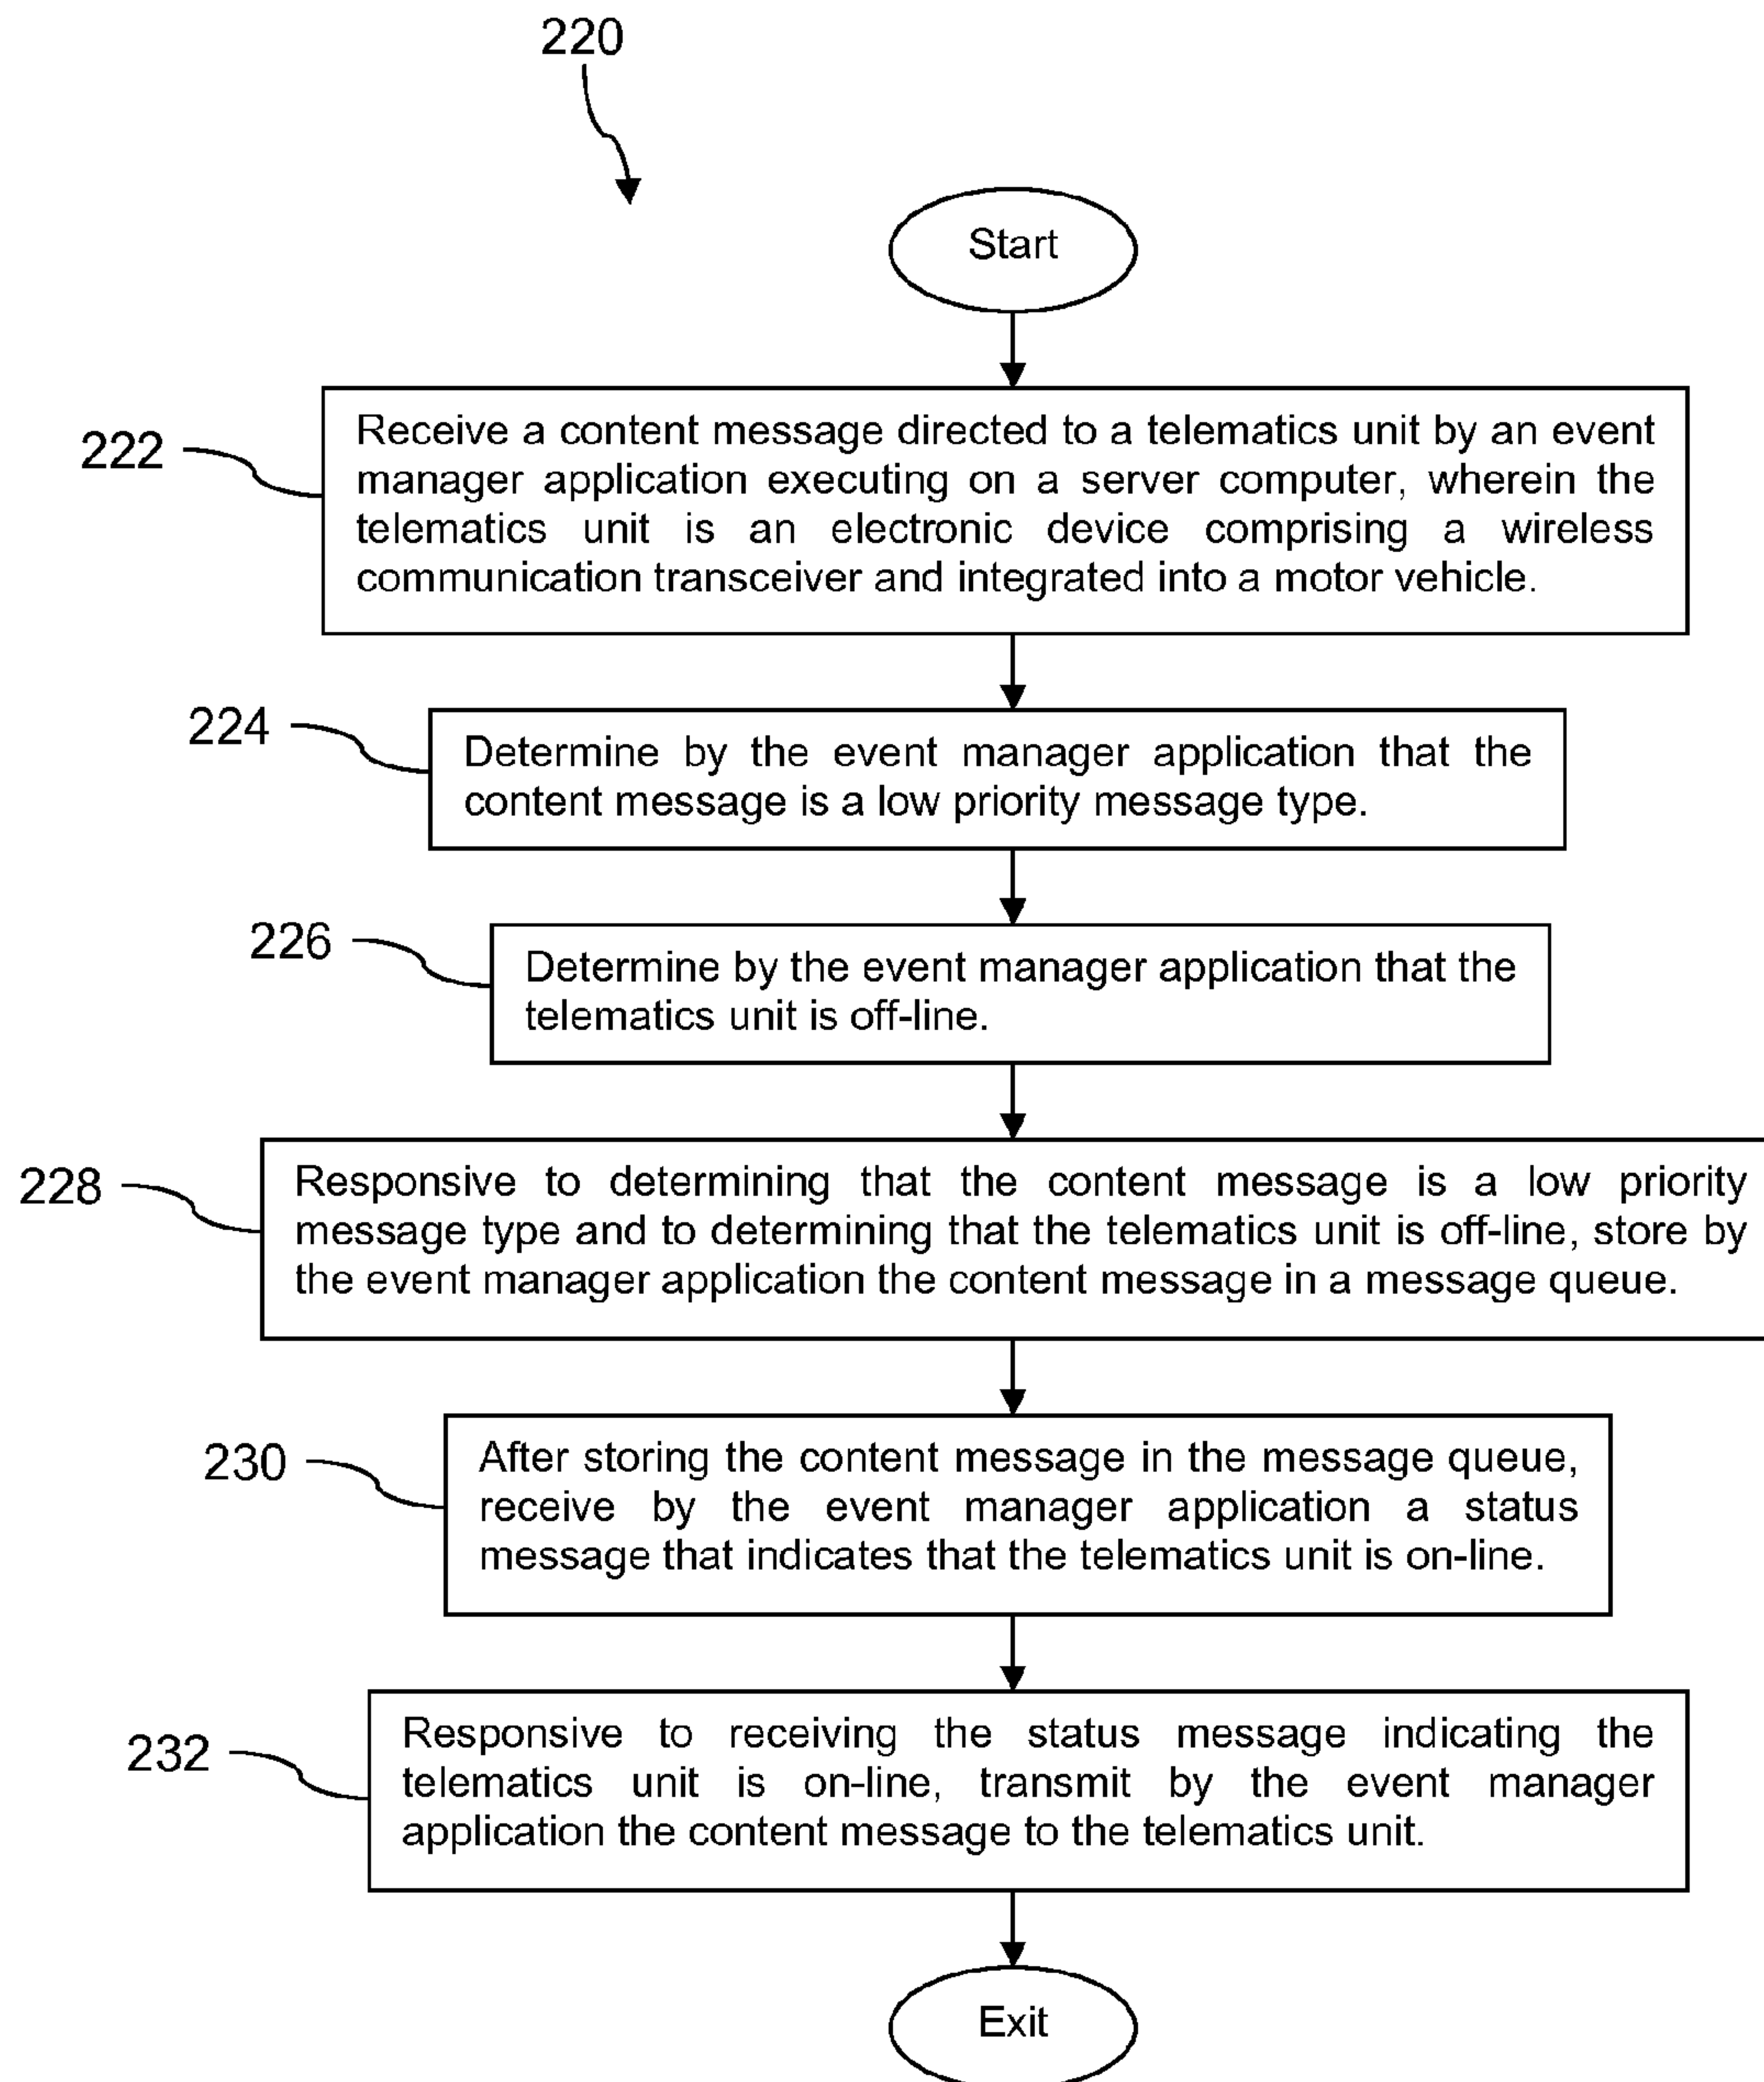 220
Start
222
Receive a content message directed to a telematics unit by an event
manager application executing on a server computer, wherein the
telematics unit is an electronic device comprising a wireless
communication transceiver and integrated into a motor vehicle.
224
Determine by the event manager application that the
content message is a low priority message type.
226
Determine by the event manager application that the
telematics unit is off-line.
228
Responsive to determining that the content message is a low priority
message type and to determining that the telematics unit is off-line, store by
the event manager application the content message in a message queue.
230
After storing the content message in the message queue,
receive by the event manager application a status
message that indicates that the telematics unit is on-line.
232
Responsive to receiving the status message indicating the
telematics unit is on-line, transmit by the event manager
application the content message to the telematics unit.
Exit